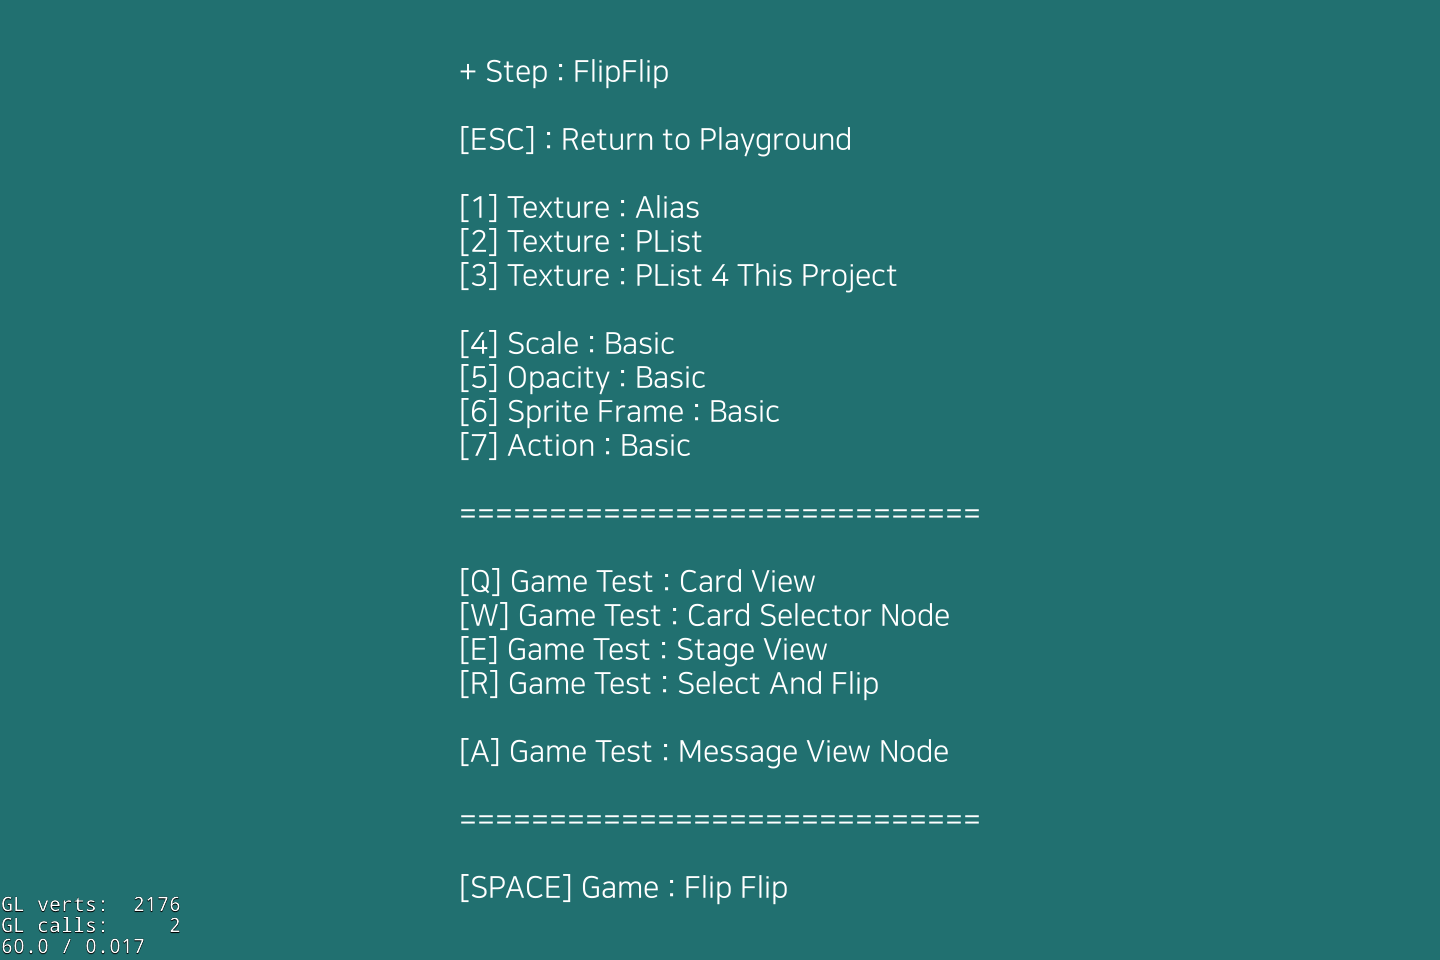 + Step : FlipFlip
[ESC] : Return to Playground
[1] Texture : Alias
[2] Texture : PList
[3] Texture : PList 4 This Project
[4] Scale : Basic
[5] Opacity : Basic
[6] Sprite Frame : Basic
[7] Action : Basic
=============================
[Q] Game Test : Card View
[W] Game Test : Card Selector Node
[E] Game Test : Stage View
[R] Game Test : Select And Flip
[A] Game Test : Message View Node
=============================
[SPACE] Game : Flip Flip
GL verts: 2176
GL calls: 2
60.0 / 0.017